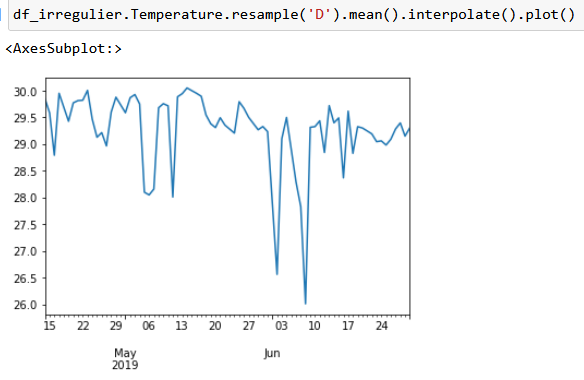 df_irregulier.Temperature.resample('D').mean().interpolate().plot()
<AxesSubplot:>
30.0
29.5
29.0
28.5
28.0
27.5
27.0
26.5
26.0
15 22 29 06 13 20 27 03 10 17 24
May Jun
2019